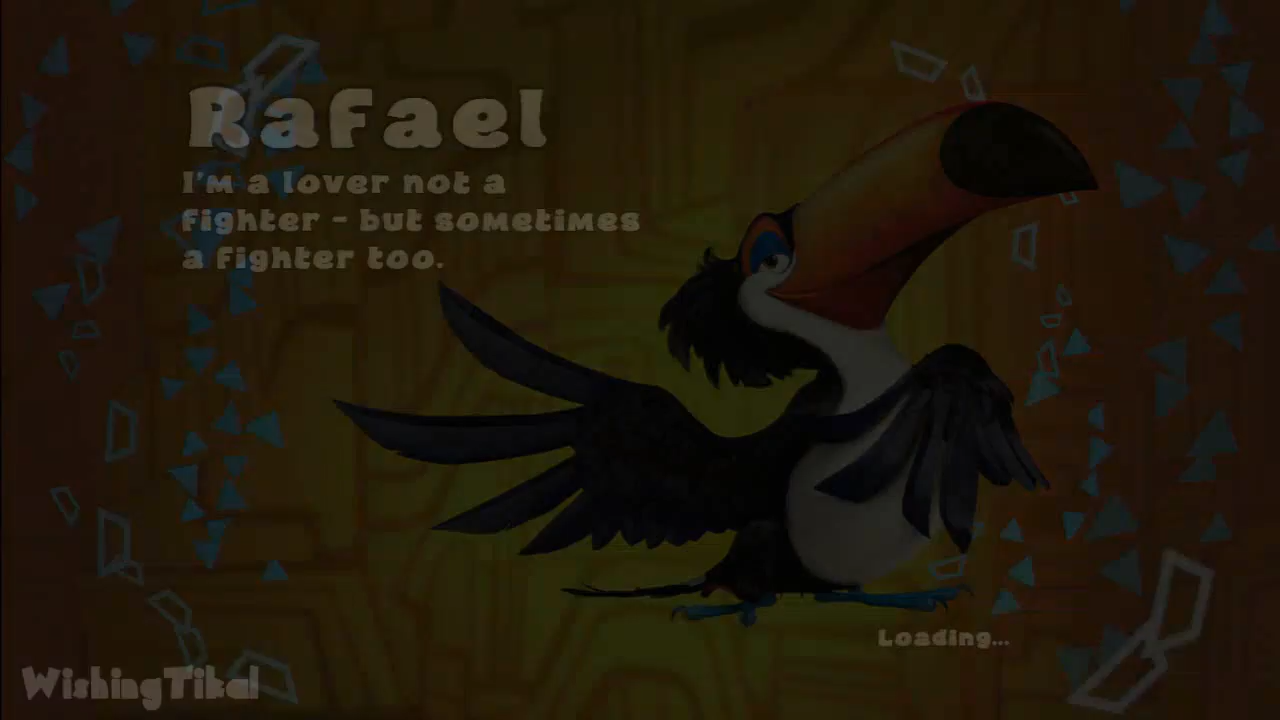 Rafael
I'm a lover not a
fighter - but sometimes
a fighter too.
Loading...
WishingTikal